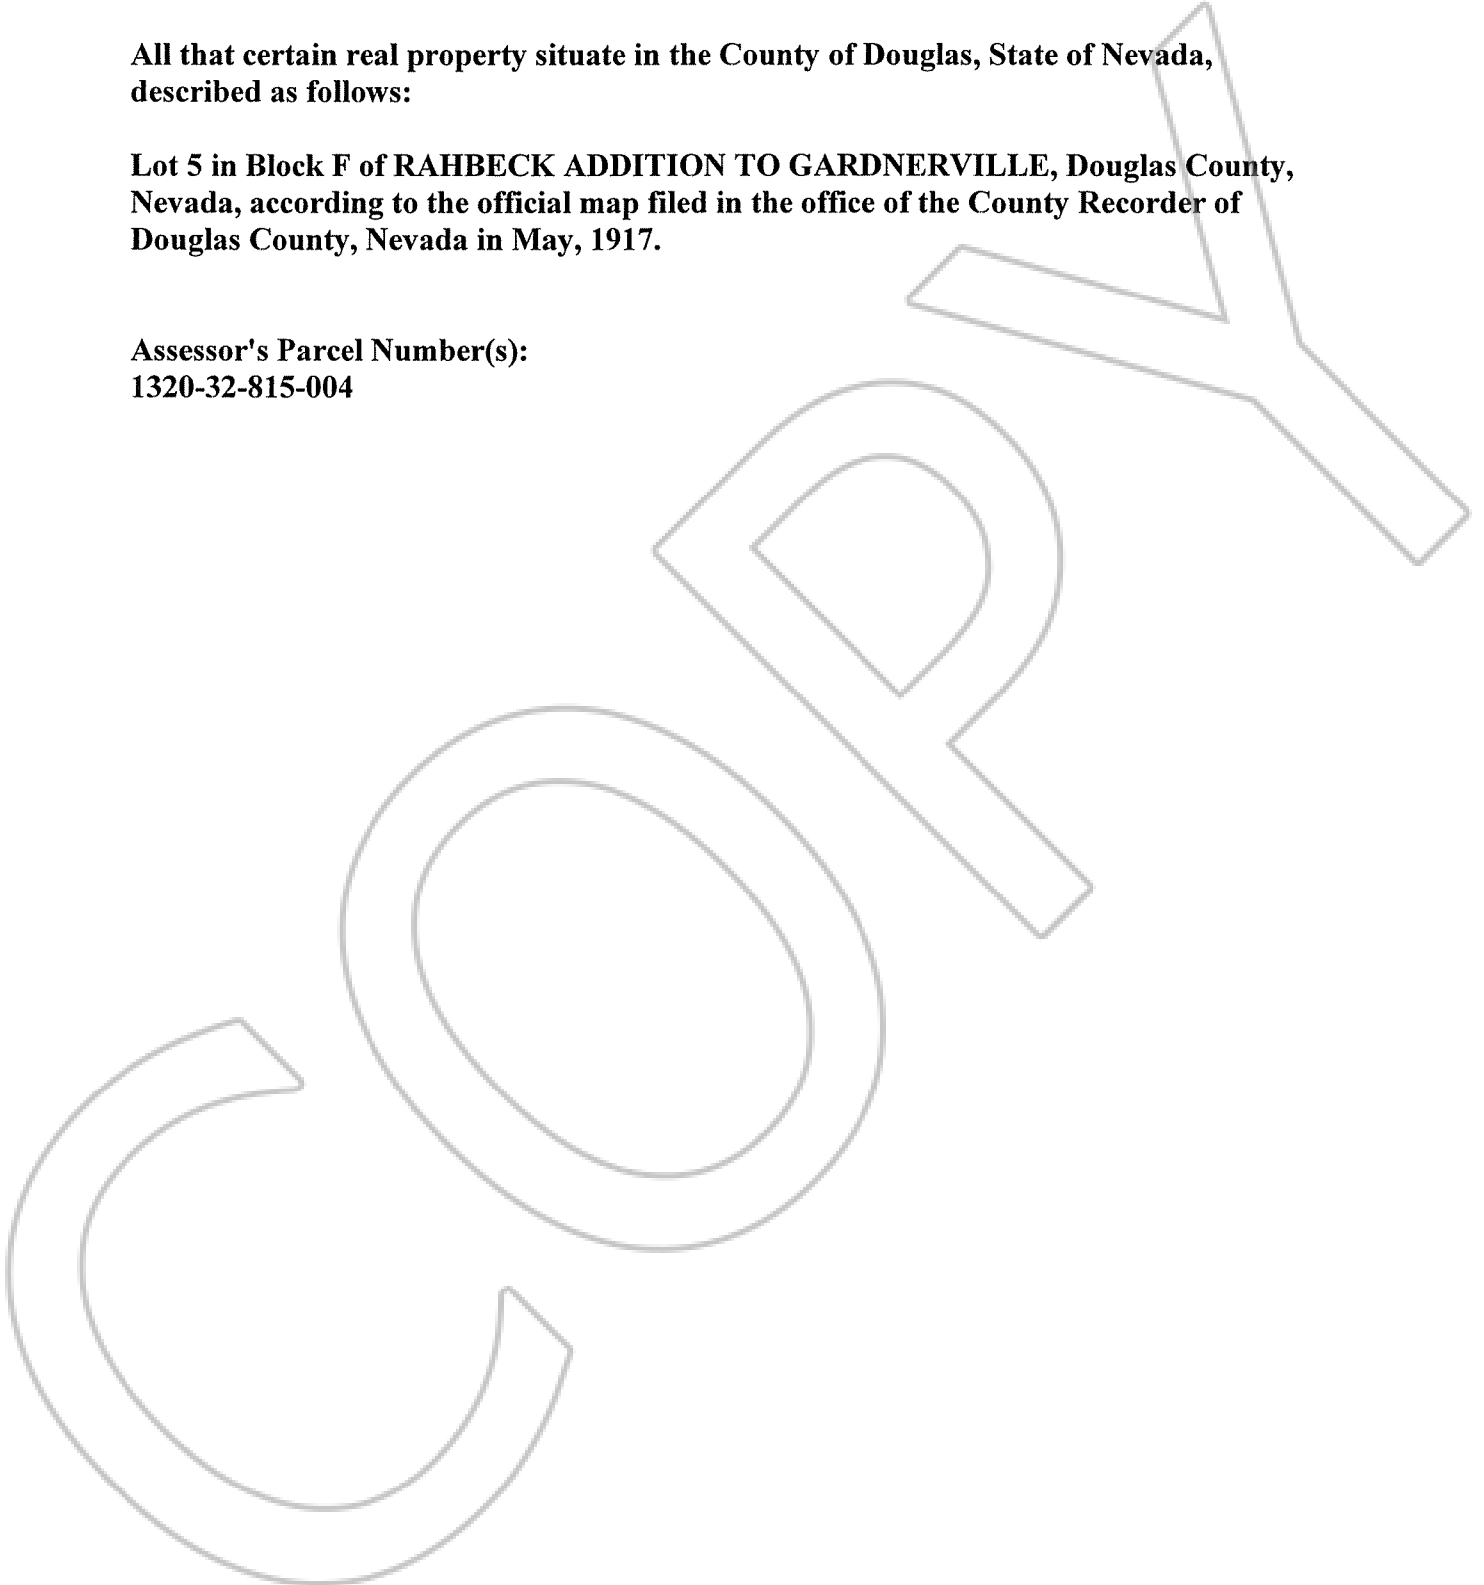 All that certain real property situate in the County of Douglas, State of Nevada,
described as follows:
Lot 5 in Block F of RAHBECK ADDITION TO GARDNERVILLE, Douglas County,
Nevada, according to the official map filed in the office of the County Recorder of
Douglas County, Nevada in May, 1917.
Assessor's Parcel Number(s):
1320-32-815-004
COPY